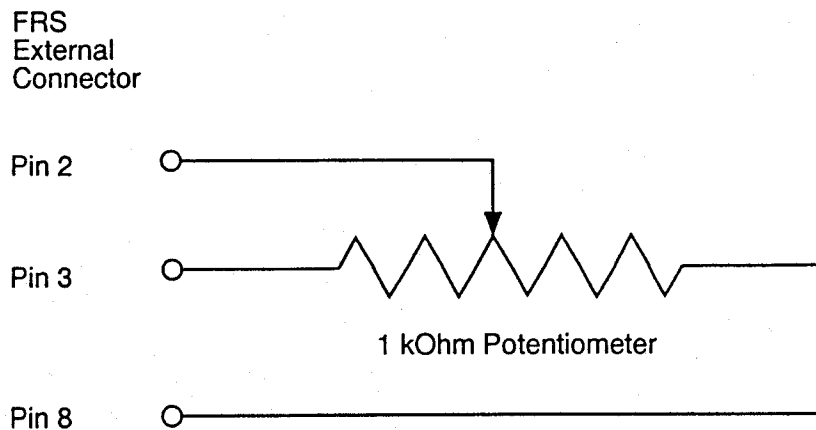 FRS
External
Connector
Pin 2
Pin 3
1 kOhm Potentiometer
Pin 8